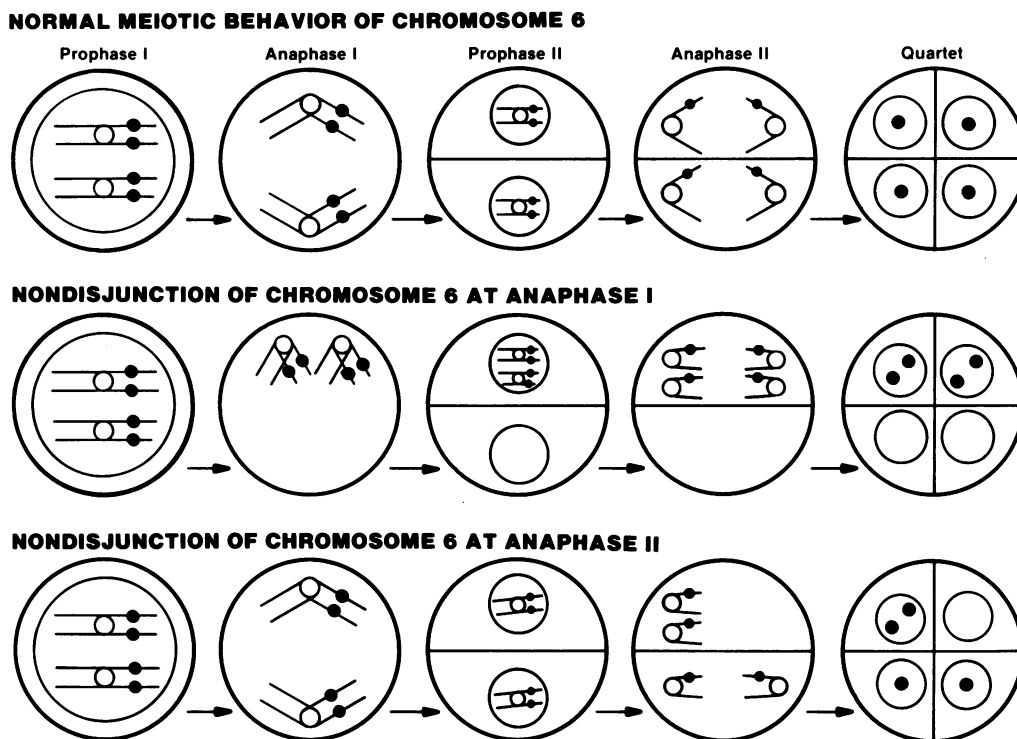 NORMAL MEIOTIC BEHAVIOR OF CHROMOSOME 6
Prophase I Anaphase I Prophase II Anaphase II Quartet
NONDISJUNCTION OF CHROMOSOME 6 AT ANAPHASE I
NONDISJUNCTION OF CHROMOSOME 6 AT ANAPHASE II